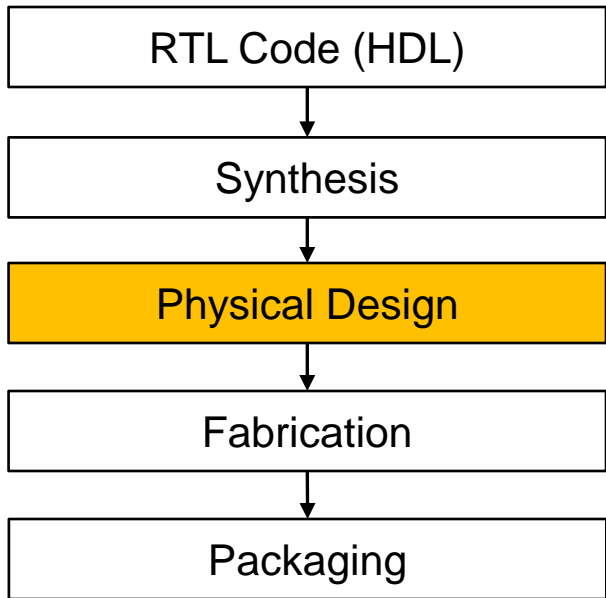 RTL Code (HDL)
Synthesis
Physical Design
Fabrication
Packaging